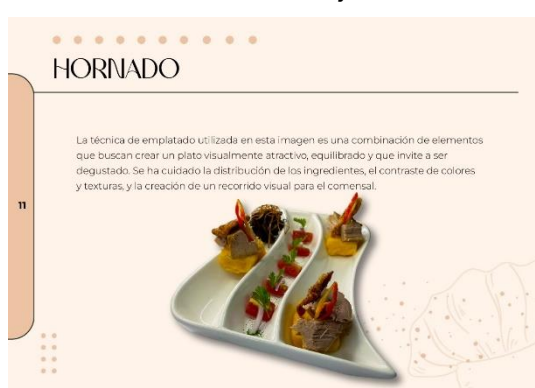 HORNADO
La técnica de emplatado utilizada en esta imagen es una combinación de elementos
que buscan crear un plato visualmente atractivo, equilibrado y que invite a ser
degustado. Se ha cuidado la distribución de los ingredientes, el contraste de colores
y texturas, y la creación de un recorrido visual para el comensal.
11